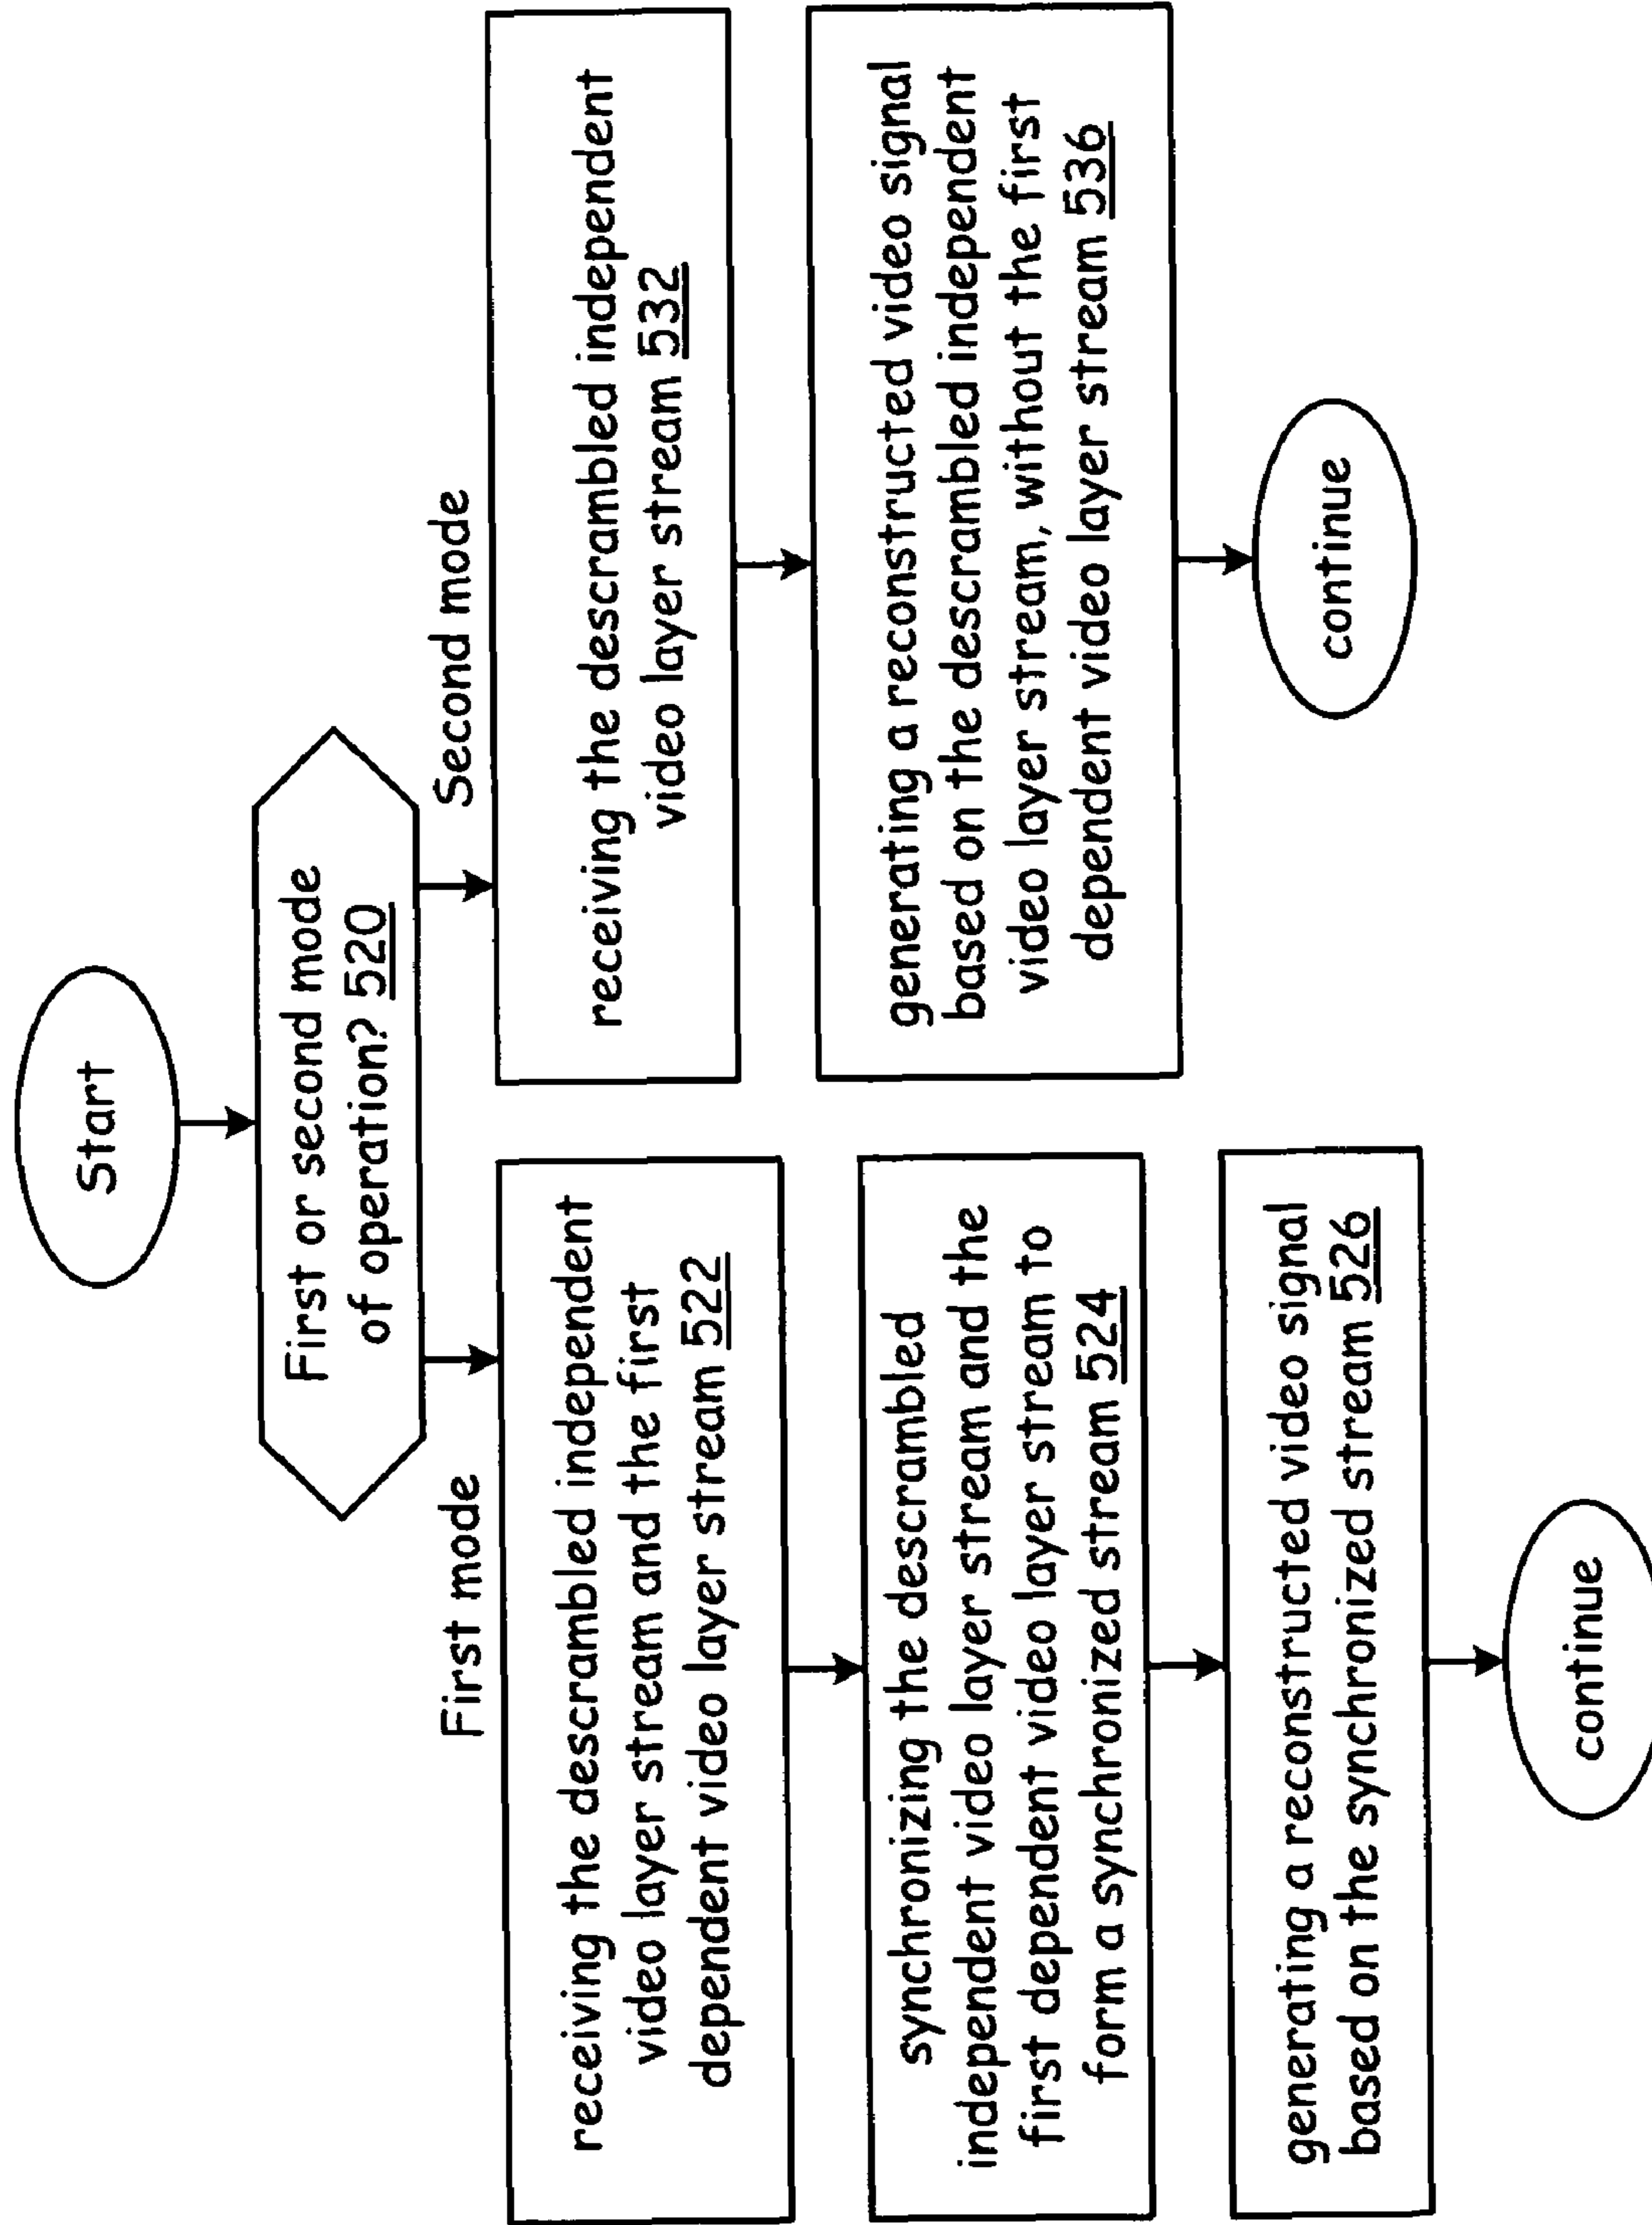 Start
First or second mode
of operation? 520
First mode
receiving the descrambled independent
video layer stream and the first
dependent video layer stream 522
synchronizing the descrambled
independent video layer stream and the
first dependent video layer stream to
form a synchronized stream 524
generating a reconstructed video signal
based on the synchronized stream 526
continue
Second mode
receiving the descrambled independent
video layer stream 532
generating a reconstructed video signal
based on the descrambled independent
video layer stream, without the first
dependent video layer stream 536
continue